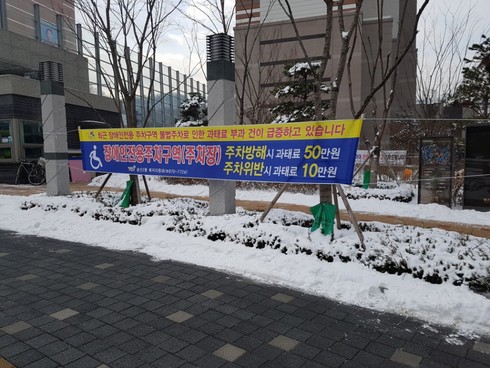 최근 장애인전용 주차구역 불법주차로 인한 과태료 부과 건이 급증하고 있습니다
장애인전용주차구역(주차장)
주차방해시 과태료 50만원
주차위반시 과태료 10만원